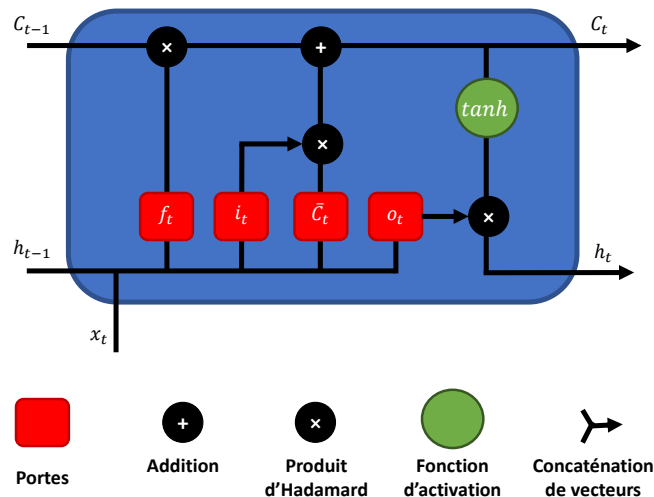 C_{t-1}
C_t
×
+
tanh
×
f_t
i_t
C̄_t
o_t
×
h_{t-1}
h_t
x_t
+
×
Portes
Addition
Produit
d'Hadamard
Fonction
d'activation
Concaténation
de vecteurs